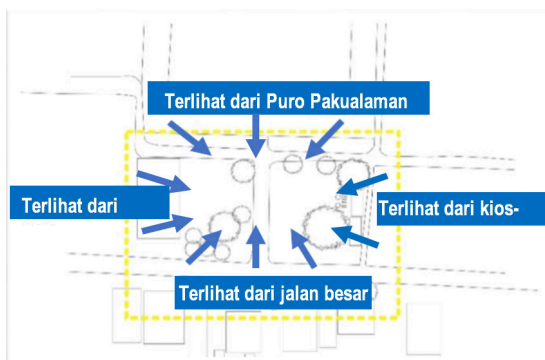 Terlihat dari Puro Pakualaman
Terlihat dari
Terlihat dari kios-
Terlihat dari jalan besar